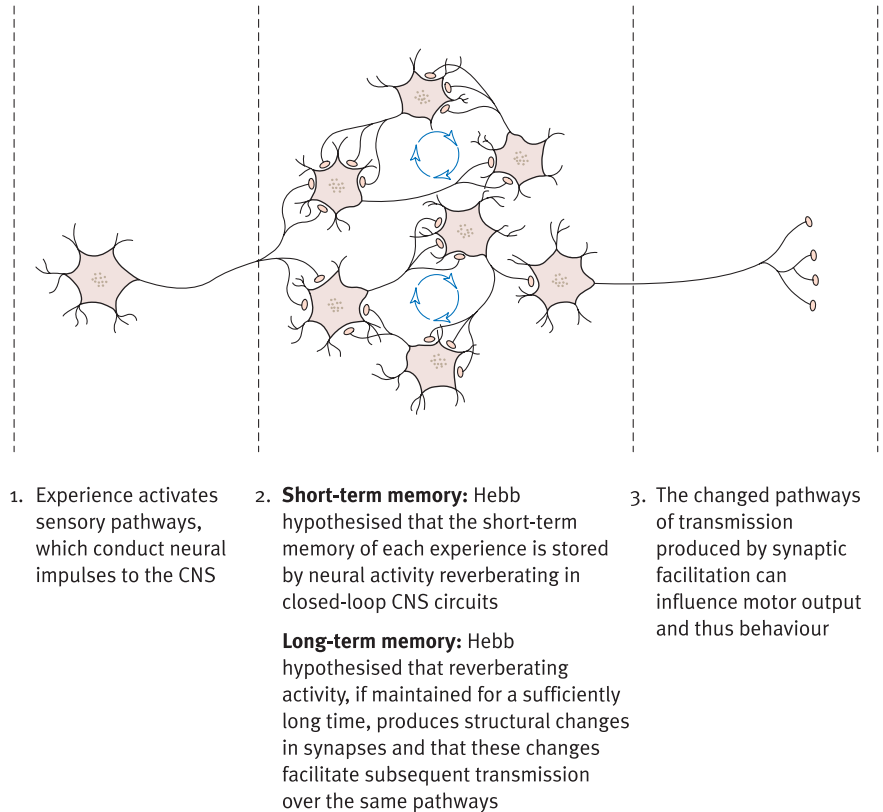 1. Experience activates
sensory pathways,
which conduct neural
impulses to the CNS
2. Short-term memory: Hebb
hypothesised that the short-term
memory of each experience is stored
by neural activity reverberating in
closed-loop CNS circuits
Long-term memory: Hebb
hypothesised that reverberating
activity, if maintained for a sufficiently
long time, produces structural changes
in synapses and that these changes
facilitate subsequent transmission
over the same pathways
3. The changed pathways
of transmission
produced by synaptic
facilitation can
influence motor output
and thus behaviour